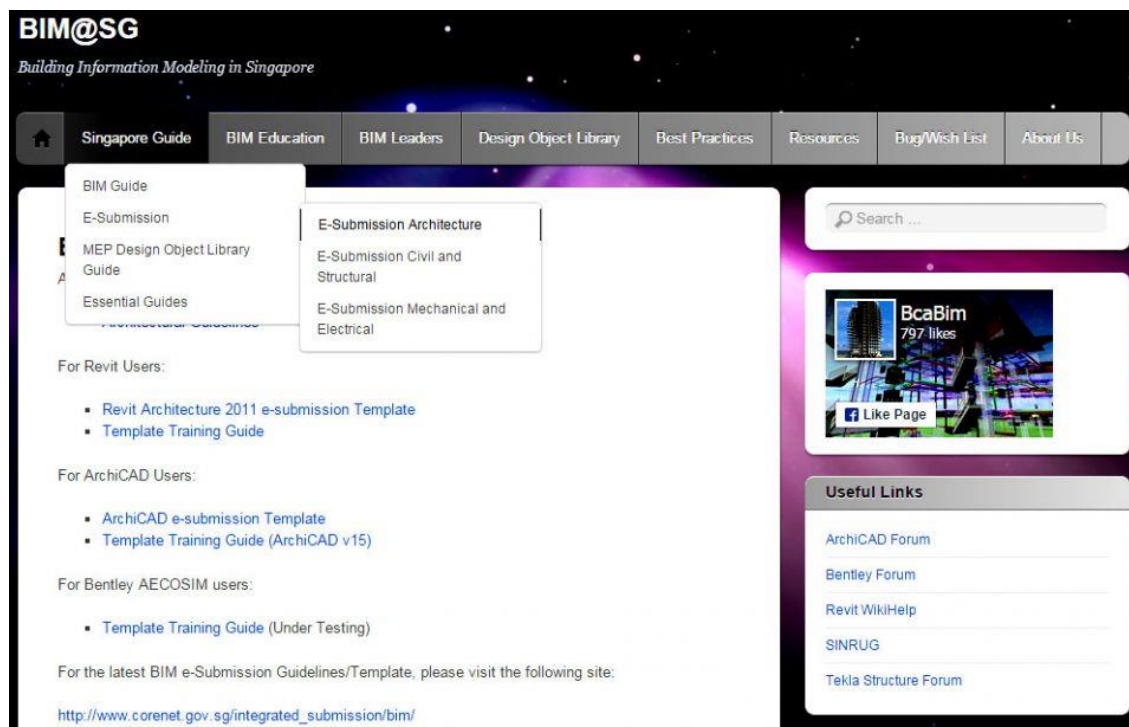 BIM@SG
Building Information Modeling in Singapore
Singapore Guide
BIM Education
BIM Leaders
Design Object Library
Best Practices
Resources
Bug/Wish List
About Us
BIM Guide
E-Submission
MEP Design Object Library
Guide
Essential Guides
E-Submission Architecture
E-Submission Civil and
Structural
E-Submission Mechanical and
Electrical
Architectural Guidelines
For Revit Users:
Revit Architecture 2011 e-submission Template
Template Training Guide
For ArchiCAD Users:
ArchiCAD e-submission Template
Template Training Guide (ArchiCAD v15)
For Bentley AECOSIM users:
Template Training Guide (Under Testing)
For the latest BIM e-Submission Guidelines/Template, please visit the following site:
http://www.corenet.gov.sg/integrated_submission/bim/
Search ...
BcaBim
797 likes
Like Page
Useful Links
ArchiCAD Forum
Bentley Forum
Revit WikiHelp
SINRUG
Tekla Structure Forum